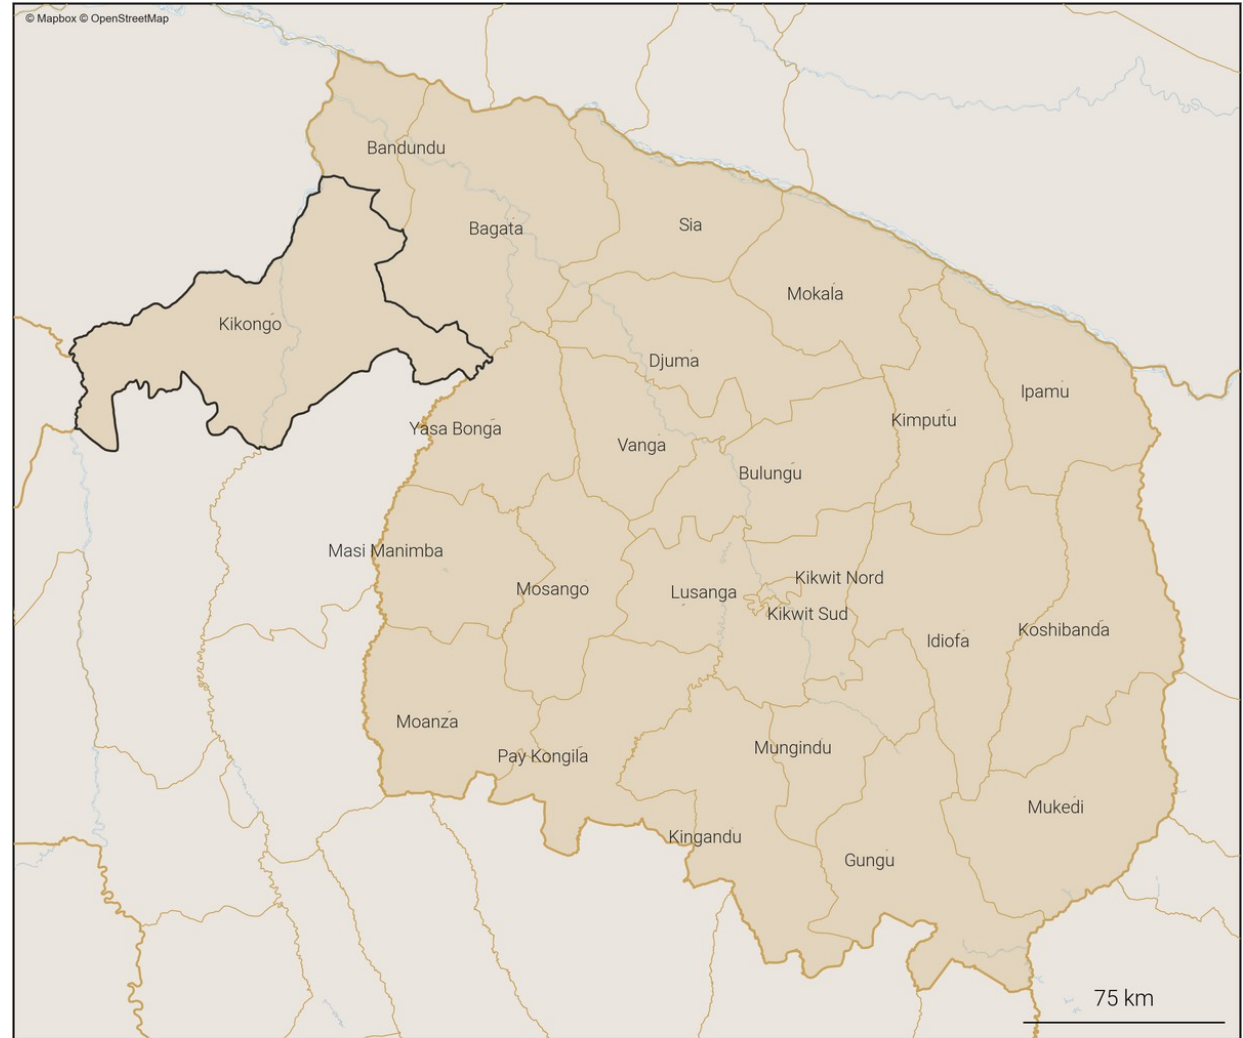 © Mapbox © OpenStreetMap
Bandundu
Bagata
Sia
Mokala
Kikongo
Djuma
Ipamu
Kimputu
Yasa Bonga
Vanga
Bulungu
Masi Manimba
Mosango
Lusanga
Kikwit Nord
Kikwit Sud
Idiofa
Koshibanda
Moanza
Pay Kongila
Mungindu
Mukedi
Kingandu
Gungu
75 km